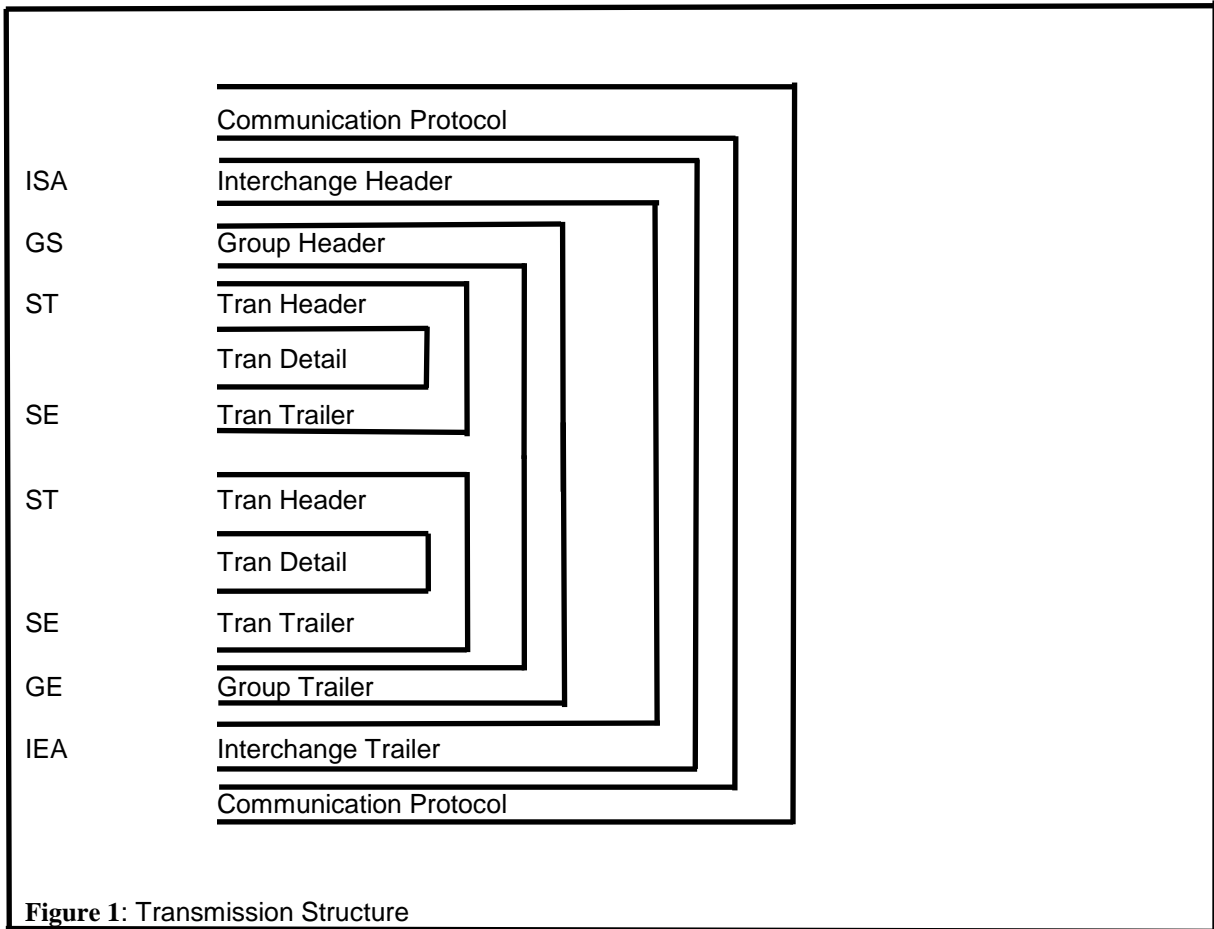 Communication Protocol
ISA Interchange Header
GS Group Header
ST Tran Header
Tran Detail
SE Tran Trailer
ST Tran Header
Tran Detail
SE Tran Trailer
GE Group Trailer
IEA Interchange Trailer
Communication Protocol
Figure 1: Transmission Structure